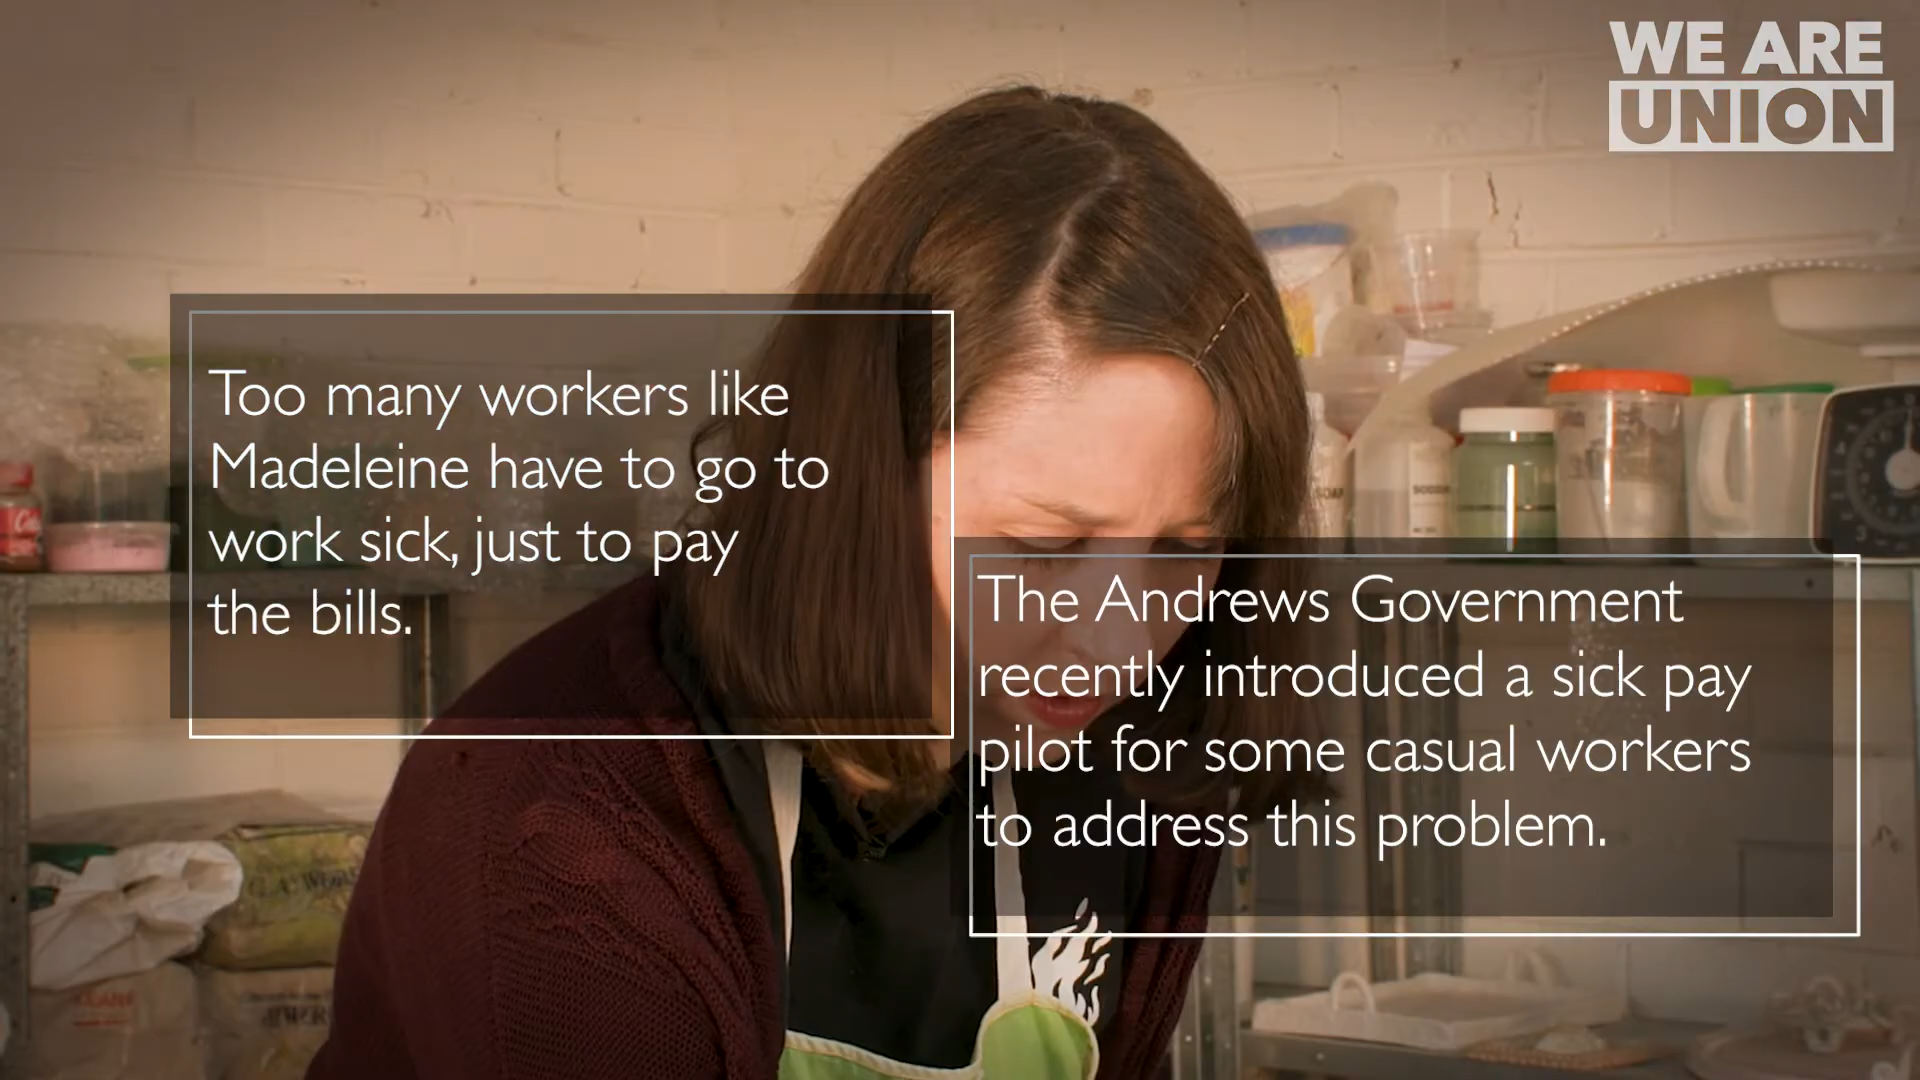 WE ARE
UNION
Too many workers like
Madeleine have to go to
work sick, just to pay
the bills.
The Andrews Government
recently introduced a sick pay
pilot for some casual workers
to address this problem.